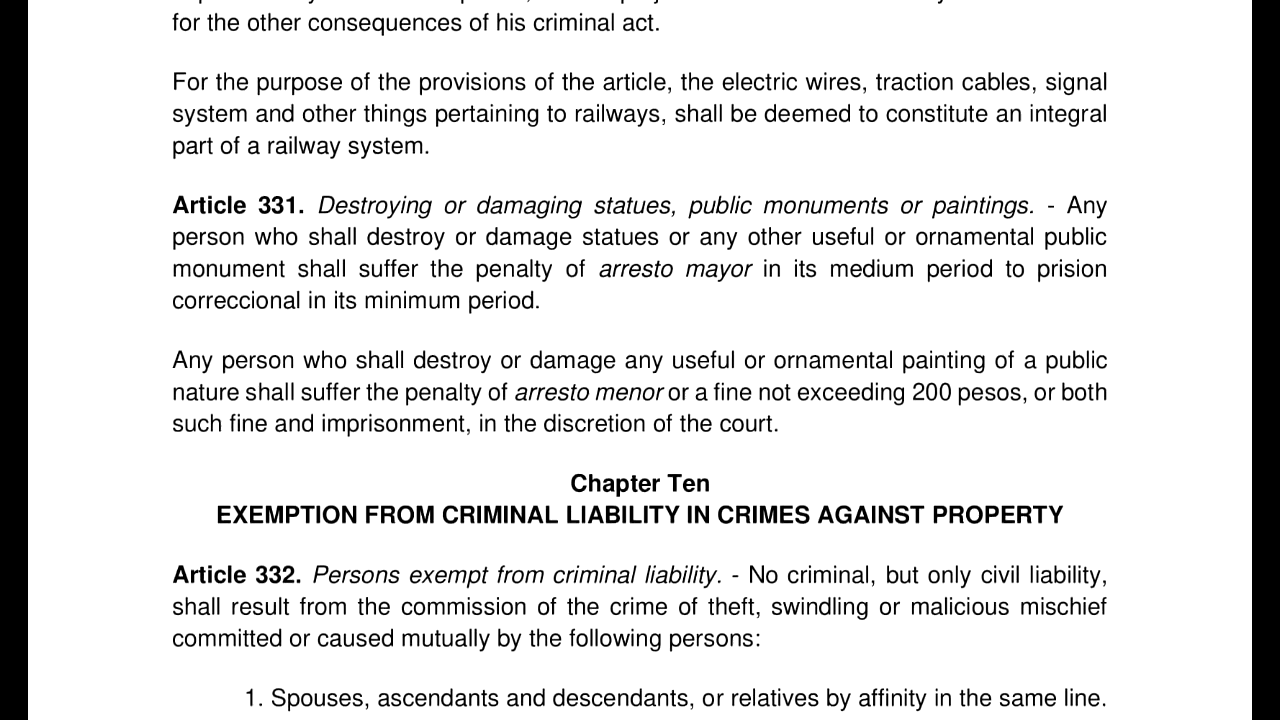 for the other consequences of his criminal act.
For the purpose of the provisions of the article, the electric wires, traction cables, signal
system and other things pertaining to railways, shall be deemed to constitute an integral
part of a railway system.
Article 331. Destroying or damaging statues, public monuments or paintings. - Any
person who shall destroy or damage statues or any other useful or ornamental public
monument shall suffer the penalty of arresto mayor in its medium period to prision
correccional in its minimum period.
Any person who shall destroy or damage any useful or ornamental painting of a public
nature shall suffer the penalty of arresto menor or a fine not exceeding 200 pesos, or both
such fine and imprisonment, in the discretion of the court.
Chapter Ten
EXEMPTION FROM CRIMINAL LIABILITY IN CRIMES AGAINST PROPERTY
Article 332. Persons exempt from criminal liability. - No criminal, but only civil liability,
shall result from the commission of the crime of theft, swindling or malicious mischief
committed or caused mutually by the following persons:
1. Spouses, ascendants and descendants, or relatives by affinity in the same line.